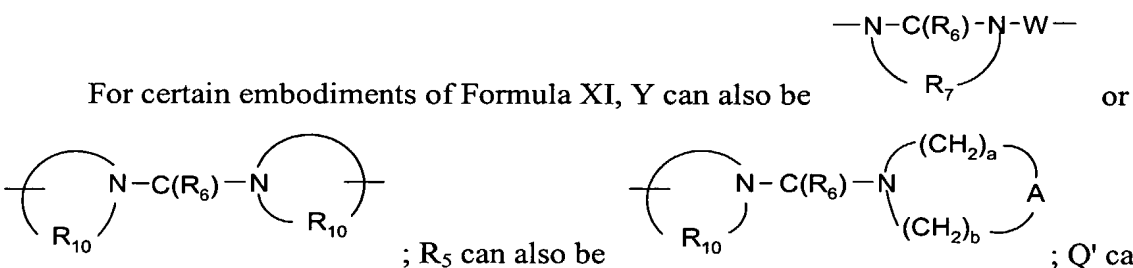 —N–C(R₆)-N-W—
R₇
For certain embodiments of Formula XI, Y can also be or
N–C(R₆)–N
R₁₀ R₁₀
; R₅ can also be
N–C(R₆)–N (CH₂)ₐ A (CH₂)b
R₁₀
; Q' ca